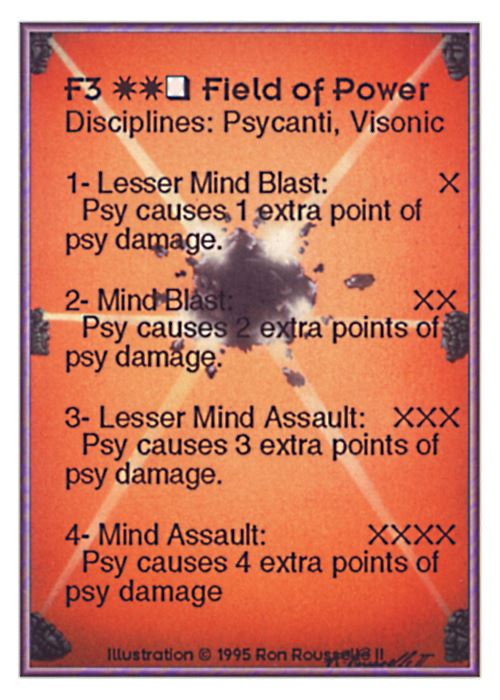 F3 ✷✷❑ Field of Power
Disciplines: Psycanti, Visonic
1- Lesser Mind Blast: X
Psy causes 1 extra point of
psy damage.
2- Mind Blast: XX
Psy causes 2 extra points of
psy damage.
3- Lesser Mind Assault: XXX
Psy causes 3 extra points of
psy damage.
4- Mind Assault: XXXX
Psy causes 4 extra points of
psy damage
Illustration © 1995 Ron Rousselle II